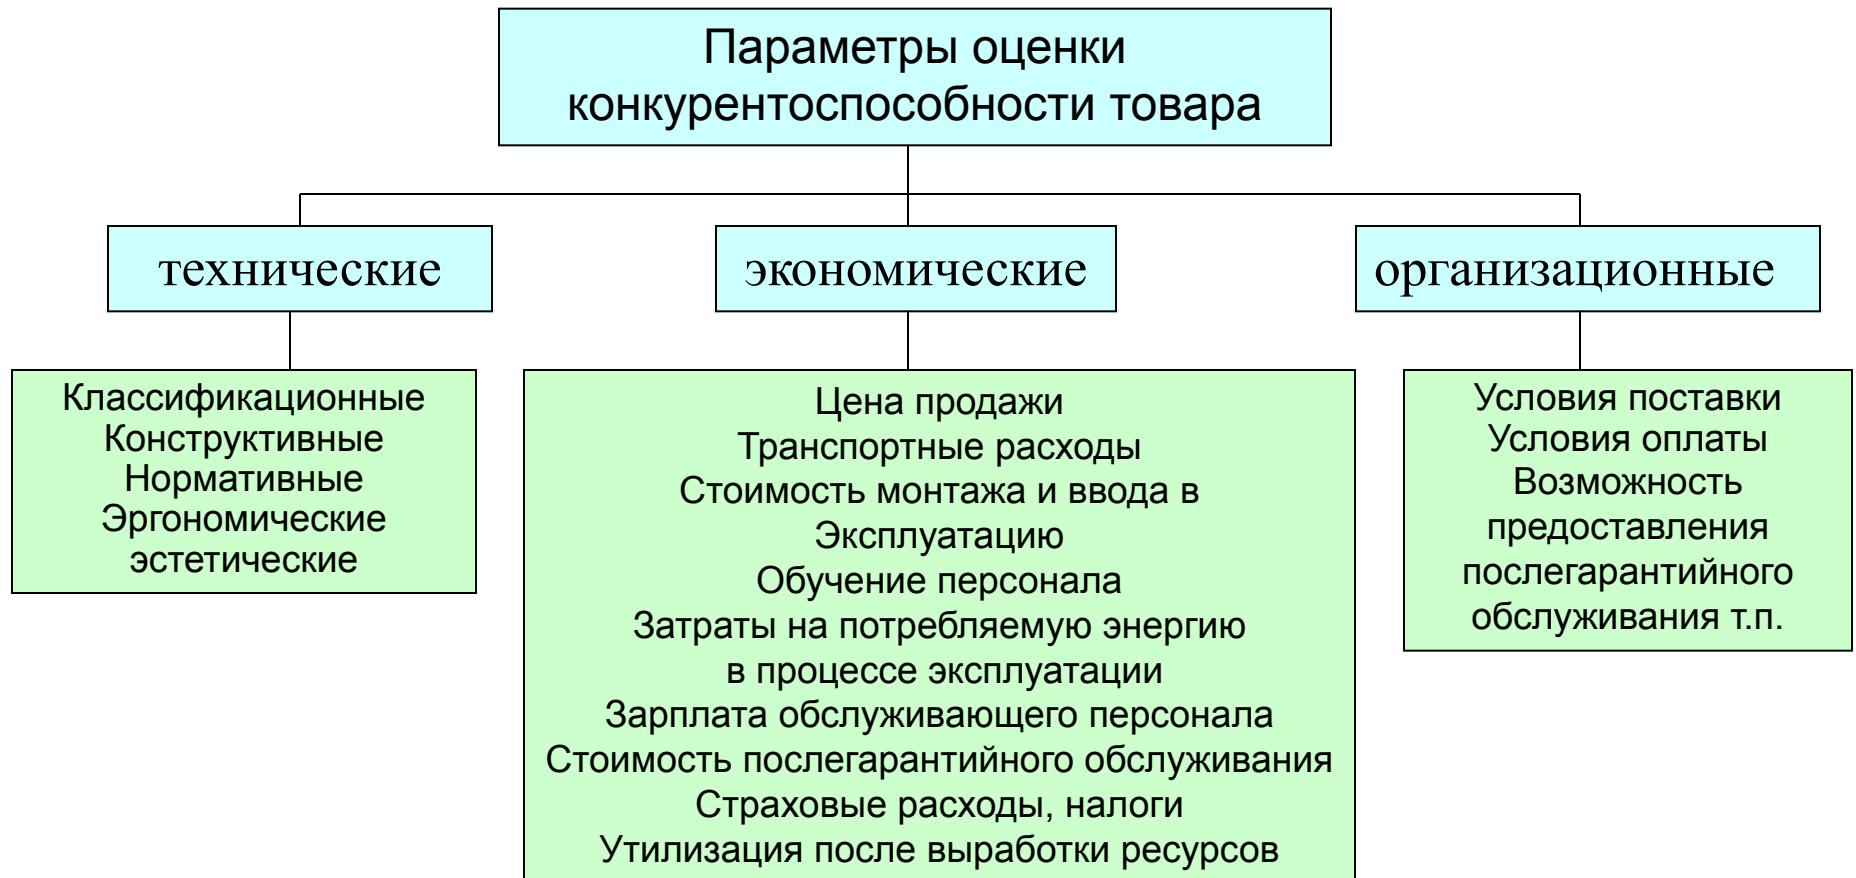 Параметры оценки
конкурентоспособности товара
технические
экономические
организационные
Классификационные
Конструктивные
Нормативные
Эргономические
эстетические
Цена продажи
Транспортные расходы
Стоимость монтажа и ввода в
Эксплуатацию
Обучение персонала
Затраты на потребляемую энергию
в процессе эксплуатации
Зарплата обслуживающего персонала
Стоимость послегарантийного обслуживания
Страховые расходы, налоги
Утилизация после выработки ресурсов
Условия поставки
Условия оплаты
Возможность
предоставления
послегарантийного
обслуживания т.п.